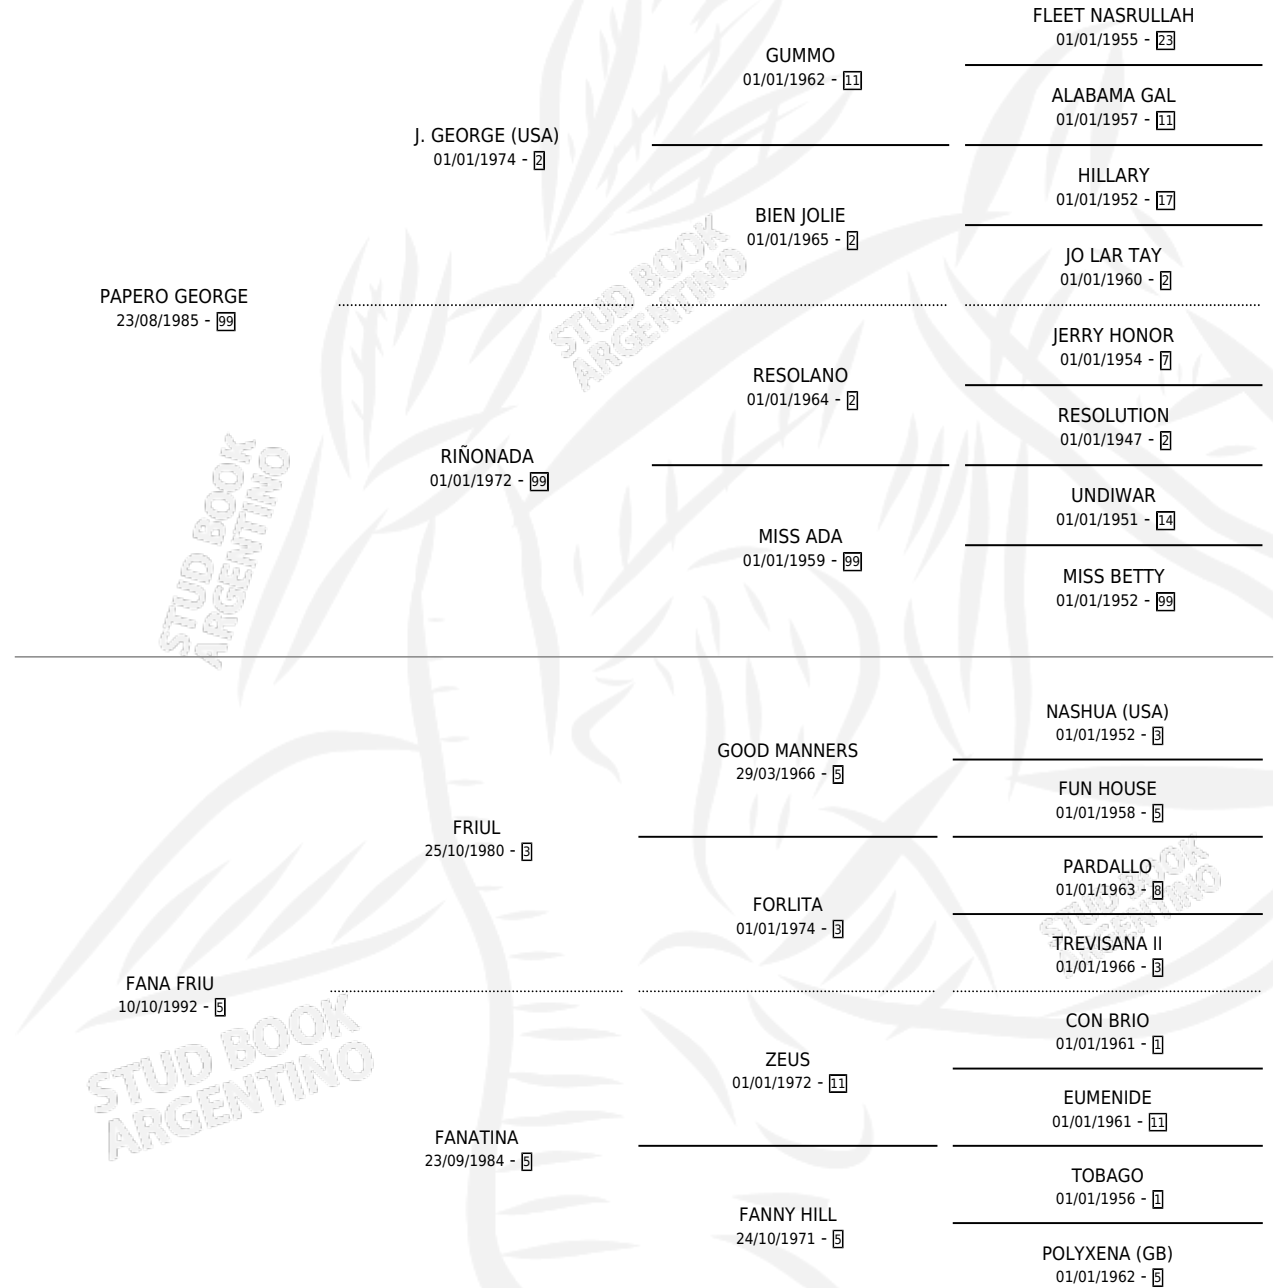 FLEET NASRULLAH
01/01/1955 - 23
GUMMO
01/01/1962 - 11
ALABAMA GAL
01/01/1957 - 11
J. GEORGE (USA)
01/01/1974 - 2
HILLARY
01/01/1952 - 17
BIEN JOLIE
01/01/1965 - 2
JO LAR TAY
01/01/1960 - 2
PAPERO GEORGE
23/08/1985 - 99
JERRY HONOR
01/01/1954 - 7
RESOLANO
01/01/1964 - 2
RESOLUTION
01/01/1947 - 2
RIÑONADA
01/01/1972 - 99
UNDIWAR
01/01/1951 - 14
MISS ADA
01/01/1959 - 99
MISS BETTY
01/01/1952 - 99
STUD BOOK
ARGENTINO
STUD BOOK
ARGENTINO
NASHUA (USA)
01/01/1952 - 3
GOOD MANNERS
29/03/1966 - 5
FUN HOUSE
01/01/1958 - 5
FRIUL
25/10/1980 - 3
PARDALLO
01/01/1963 - 8
FORLITA
01/01/1974 - 3
TREVISANA II
01/01/1966 - 3
FANA FRIU
10/10/1992 - 5
CON BRIO
01/01/1961 - 1
ZEUS
01/01/1972 - 11
EUMENIDE
01/01/1961 - 11
FANATINA
23/09/1984 - 5
TOBAGO
01/01/1956 - 1
FANNY HILL
24/10/1971 - 5
POLYXENA (GB)
01/01/1962 - 5
STUD BOOK
ARGENTINO
STUD BOOK
ARGENTINO